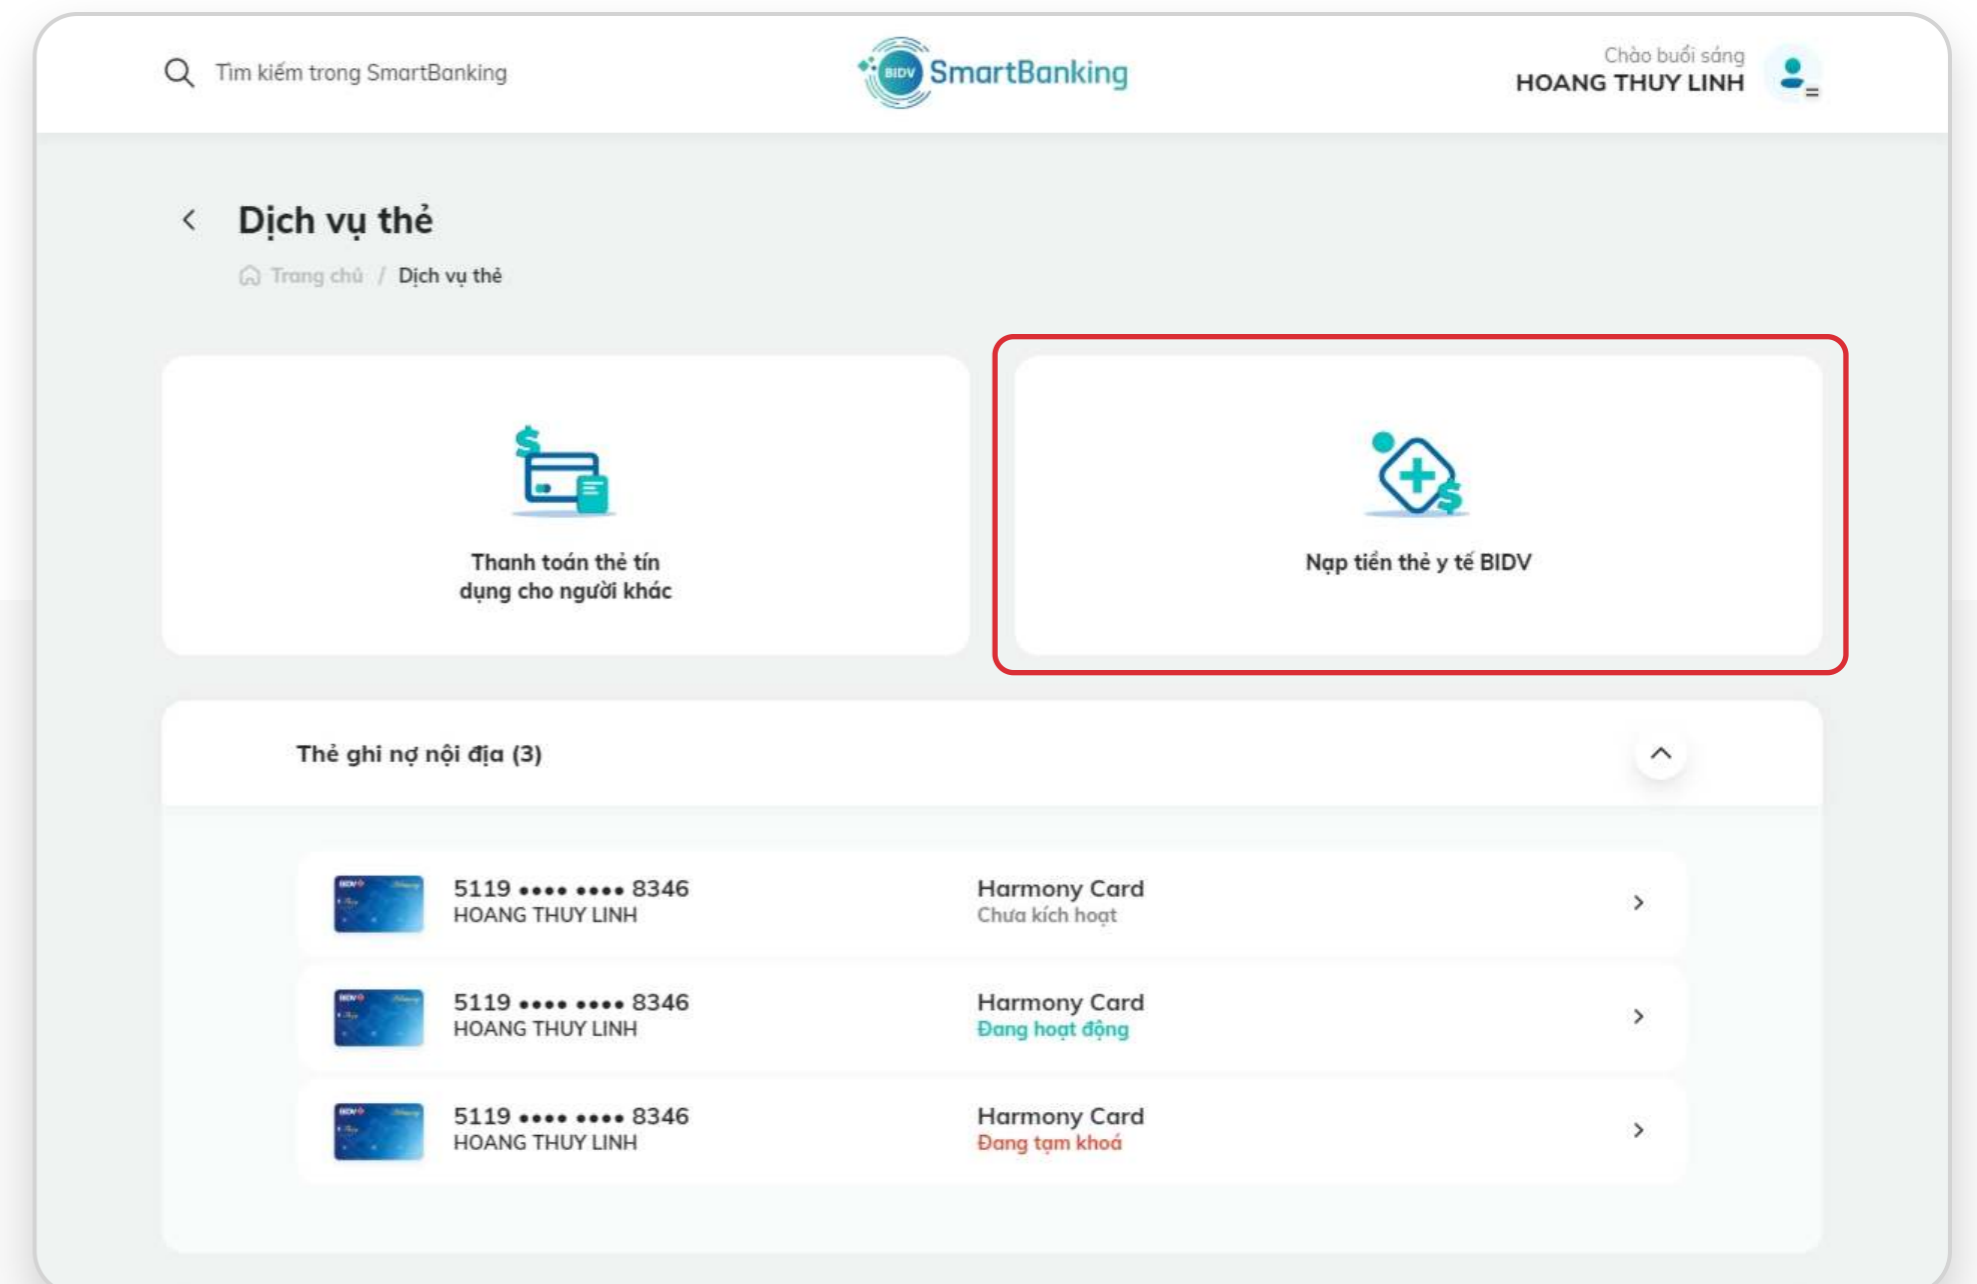 Tìm kiếm trong SmartBanking
BIDV SmartBanking
Chào buổi sáng
HOANG THUY LINH
Dịch vụ thẻ
Trang chủ / Dịch vụ thẻ
Thanh toán thẻ tín
dụng cho người khác
Nạp tiền thẻ y tế BIDV
Thẻ ghi nợ nội địa (3)
5119 •••• •••• 8346
HOANG THUY LINH
Harmony Card
Chưa kích hoạt
5119 •••• •••• 8346
HOANG THUY LINH
Harmony Card
Đang hoạt động
5119 •••• •••• 8346
HOANG THUY LINH
Harmony Card
Đang tạm khoá